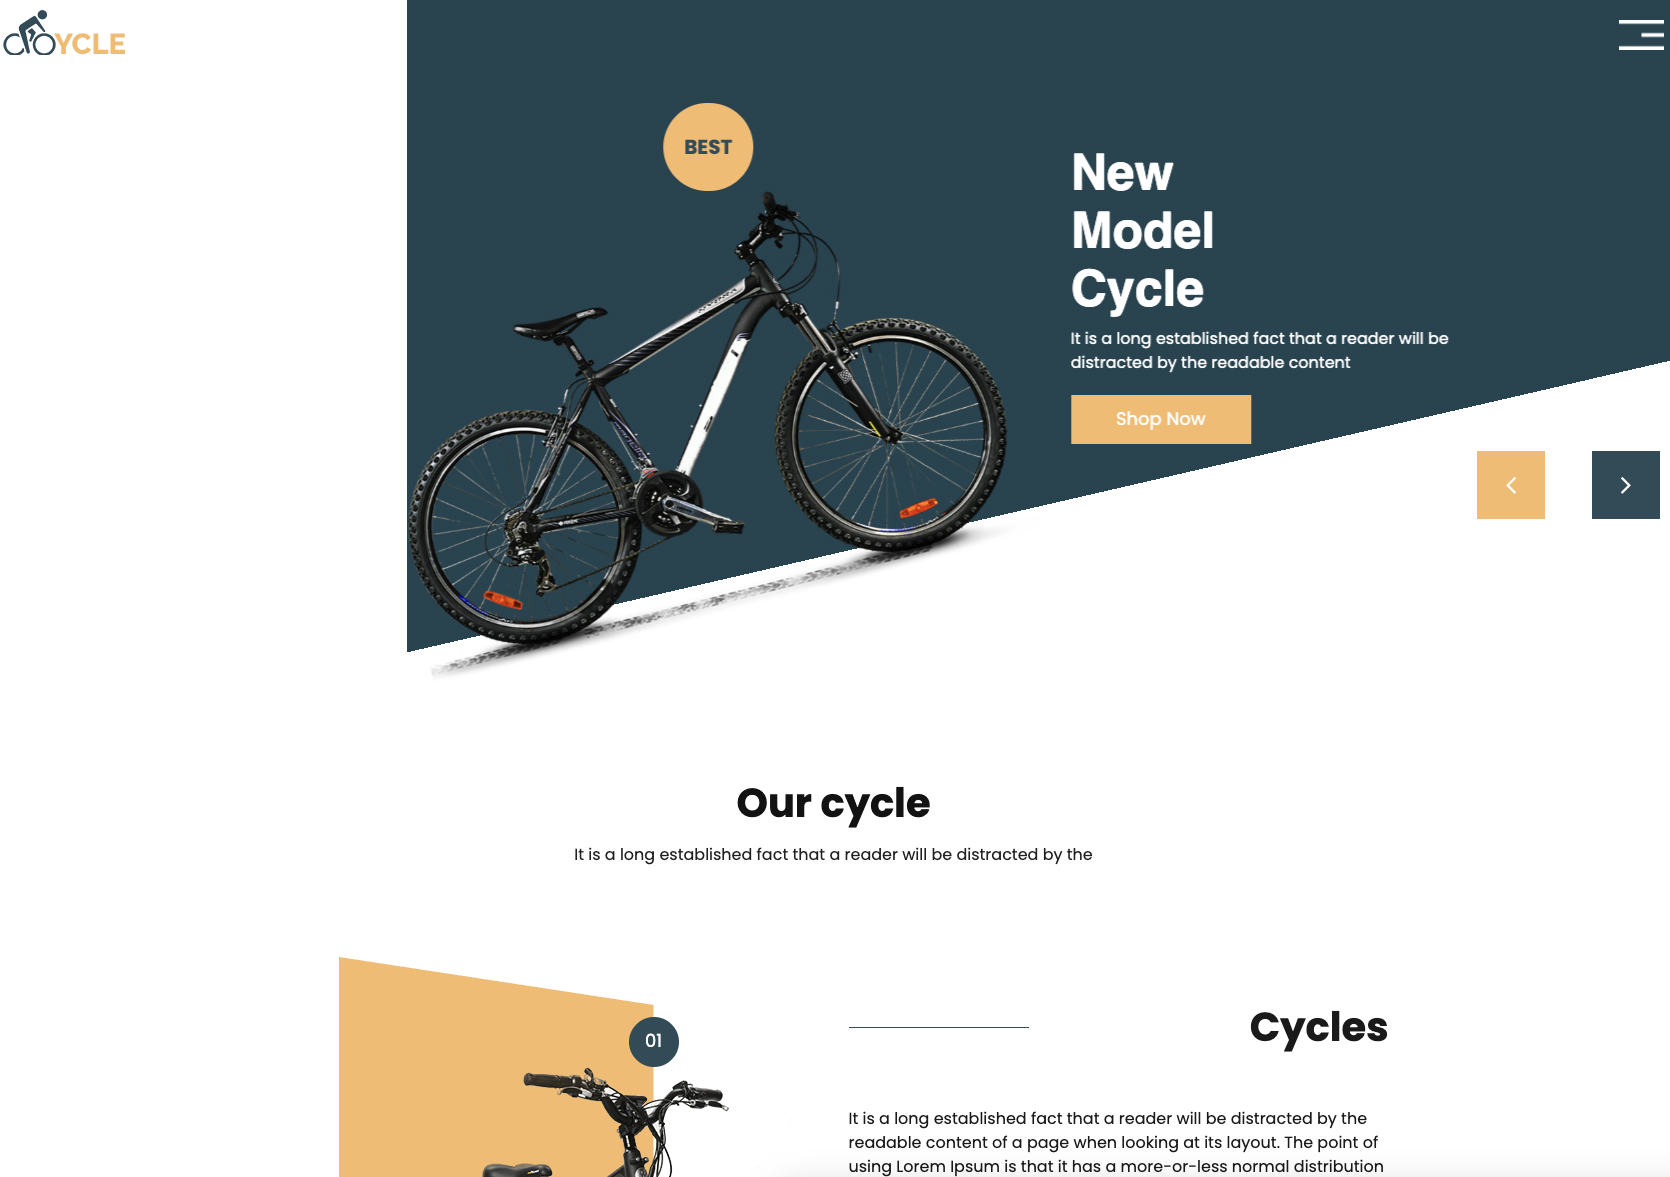 YCLE
BEST
New
Model
Cycle
It is a long established fact that a reader will be
distracted by the readable content
Shop Now
Our cycle
It is a long established fact that a reader will be distracted by the
01
Cycles
It is a long established fact that a reader will be distracted by the
readable content of a page when looking at its layout. The point of
using Lorem Ipsum is that it has a more-or-less normal distribution